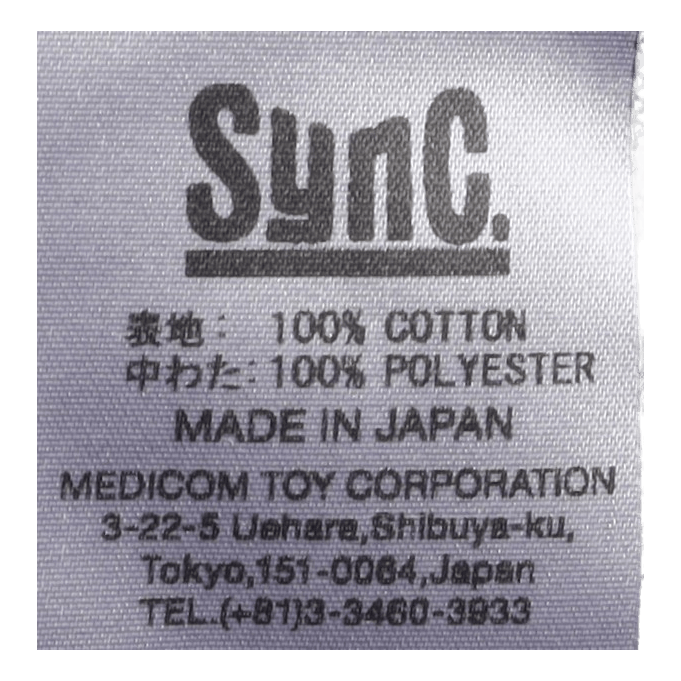 Sync.
表地: 100% COTTON
中わた: 100% POLYESTER
MADE IN JAPAN
MEDICOM TOY CORPORATION
3-22-5 Uehara,Shibuya-ku,
Tokyo,151-0064,Japan
TEL.(+81)3-3460-3933